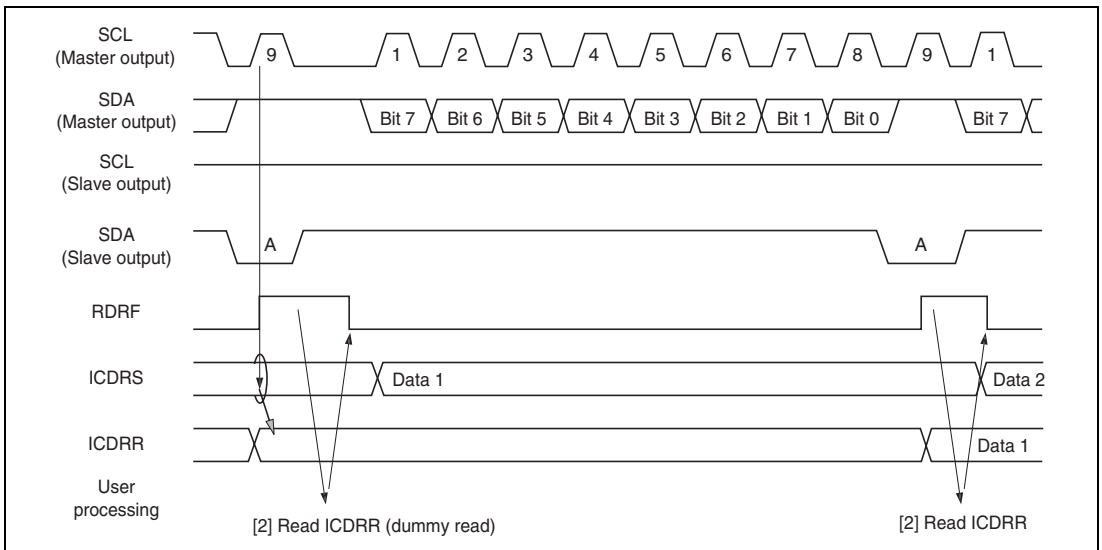 SCL
(Master output)
9 1 2 3 4 5 6 7 8 9 1
SDA
(Master output)
Bit 7 Bit 6 Bit 5 Bit 4 Bit 3 Bit 2 Bit 1 Bit 0 Bit 7
SCL
(Slave output)
SDA
(Slave output)
A A
RDRF
ICDRS
Data 1 Data 2
ICDRR
Data 1
User
processing
[2] Read ICDRR (dummy read) [2] Read ICDRR